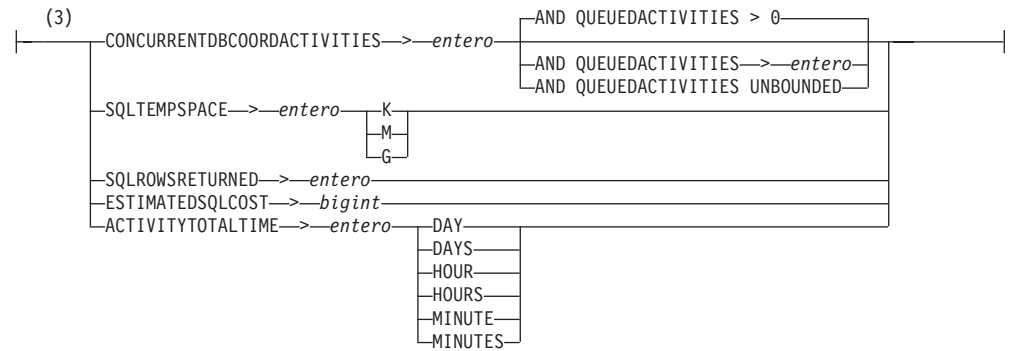 (3)
AND QUEUEDACTIVITIES > 0
CONCURRENTDBCOORDACTIVITIES > entero
AND QUEUEDACTIVITIES > entero
AND QUEUEDACTIVITIES UNBOUNDED
SQLTEMPSPACE > entero K
M
G
SQLROWSRETURNED > entero
ESTIMATEDSQLCOST > bigint
ACTIVITYTOTALTIME > entero DAY
DAYS
HOUR
HOURS
MINUTE
MINUTES